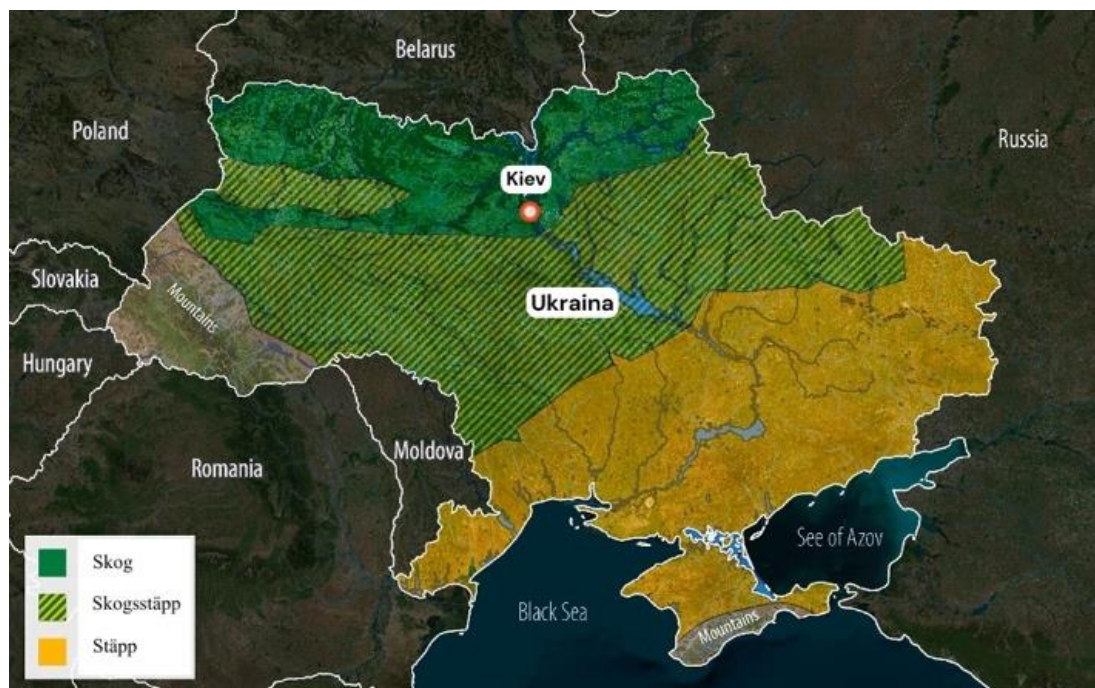 Belarus
Poland
Russia
Kiev
Slovakia
Mountains
Ukraina
Hungary
Moldova
Romania
See of Azov
Black Sea
Mountains
Skog
Skogsstäpp
Stäpp